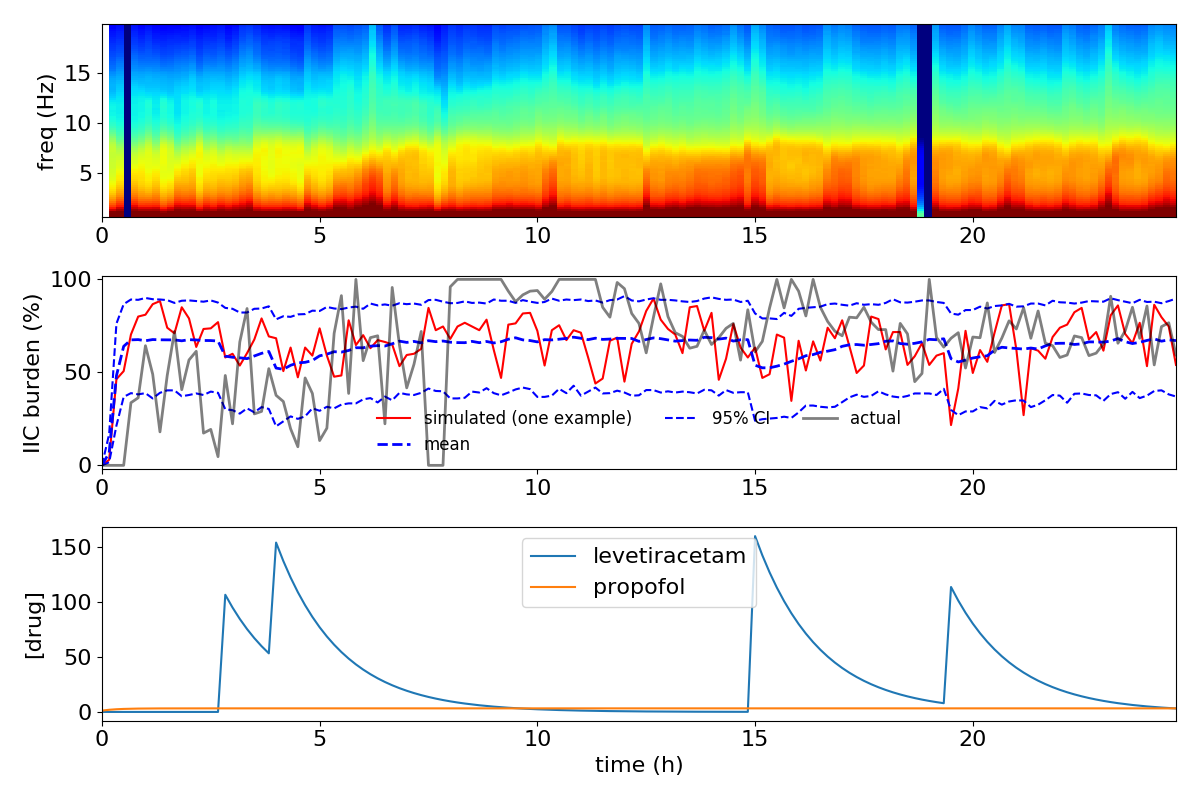 freq (Hz)
15
10
5
0 5 10 15 20
IIC burden (%)
100
50
0
simulated (one example) 95% CI actual
mean
0 5 10 15 20
[drug]
150
100
50
0
levetiracetam
propofol
0 5 10 15 20
time (h)